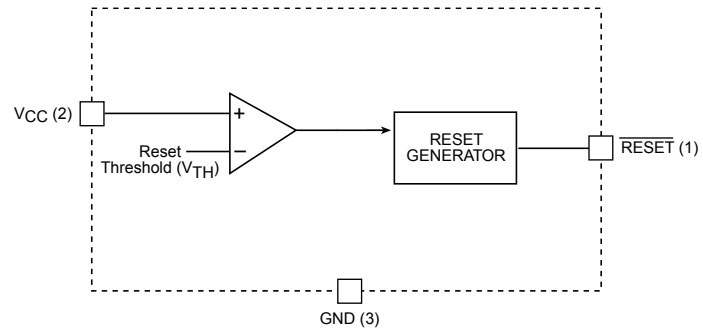 VCC (2)
+
Reset
Threshold (VTH)
−
RESET
GENERATOR
RESET (1)
GND (3)